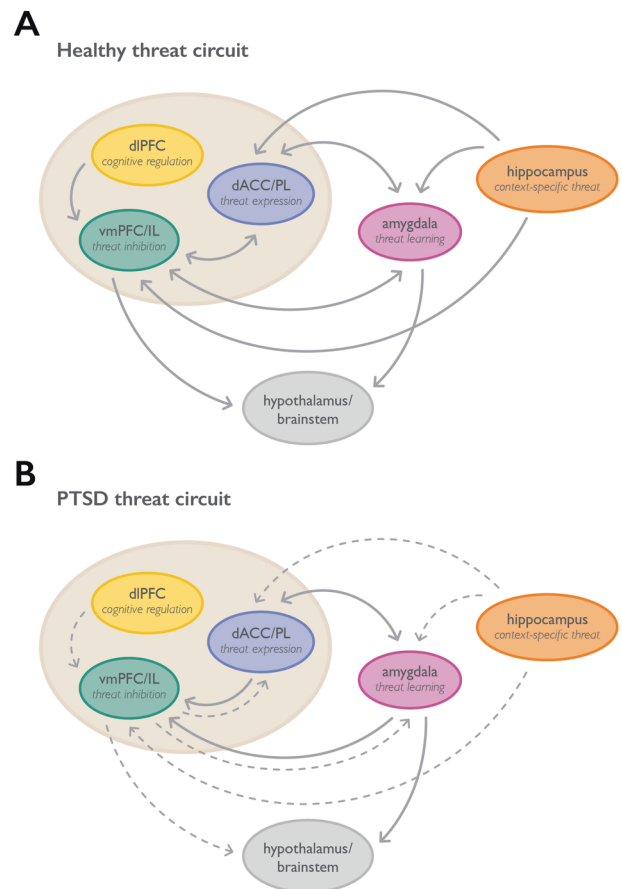 A
Healthy threat circuit
dlPFC
cognitive regulation
dACC/PL
threat expression
hippocampus
context-specific threat
vmPFC/IL
threat inhibition
amygdala
threat learning
hypothalamus/
brainstem
B
PTSD threat circuit
dlPFC
cognitive regulation
dACC/PL
threat expression
hippocampus
context-specific threat
vmPFC/IL
threat inhibition
amygdala
threat learning
hypothalamus/
brainstem